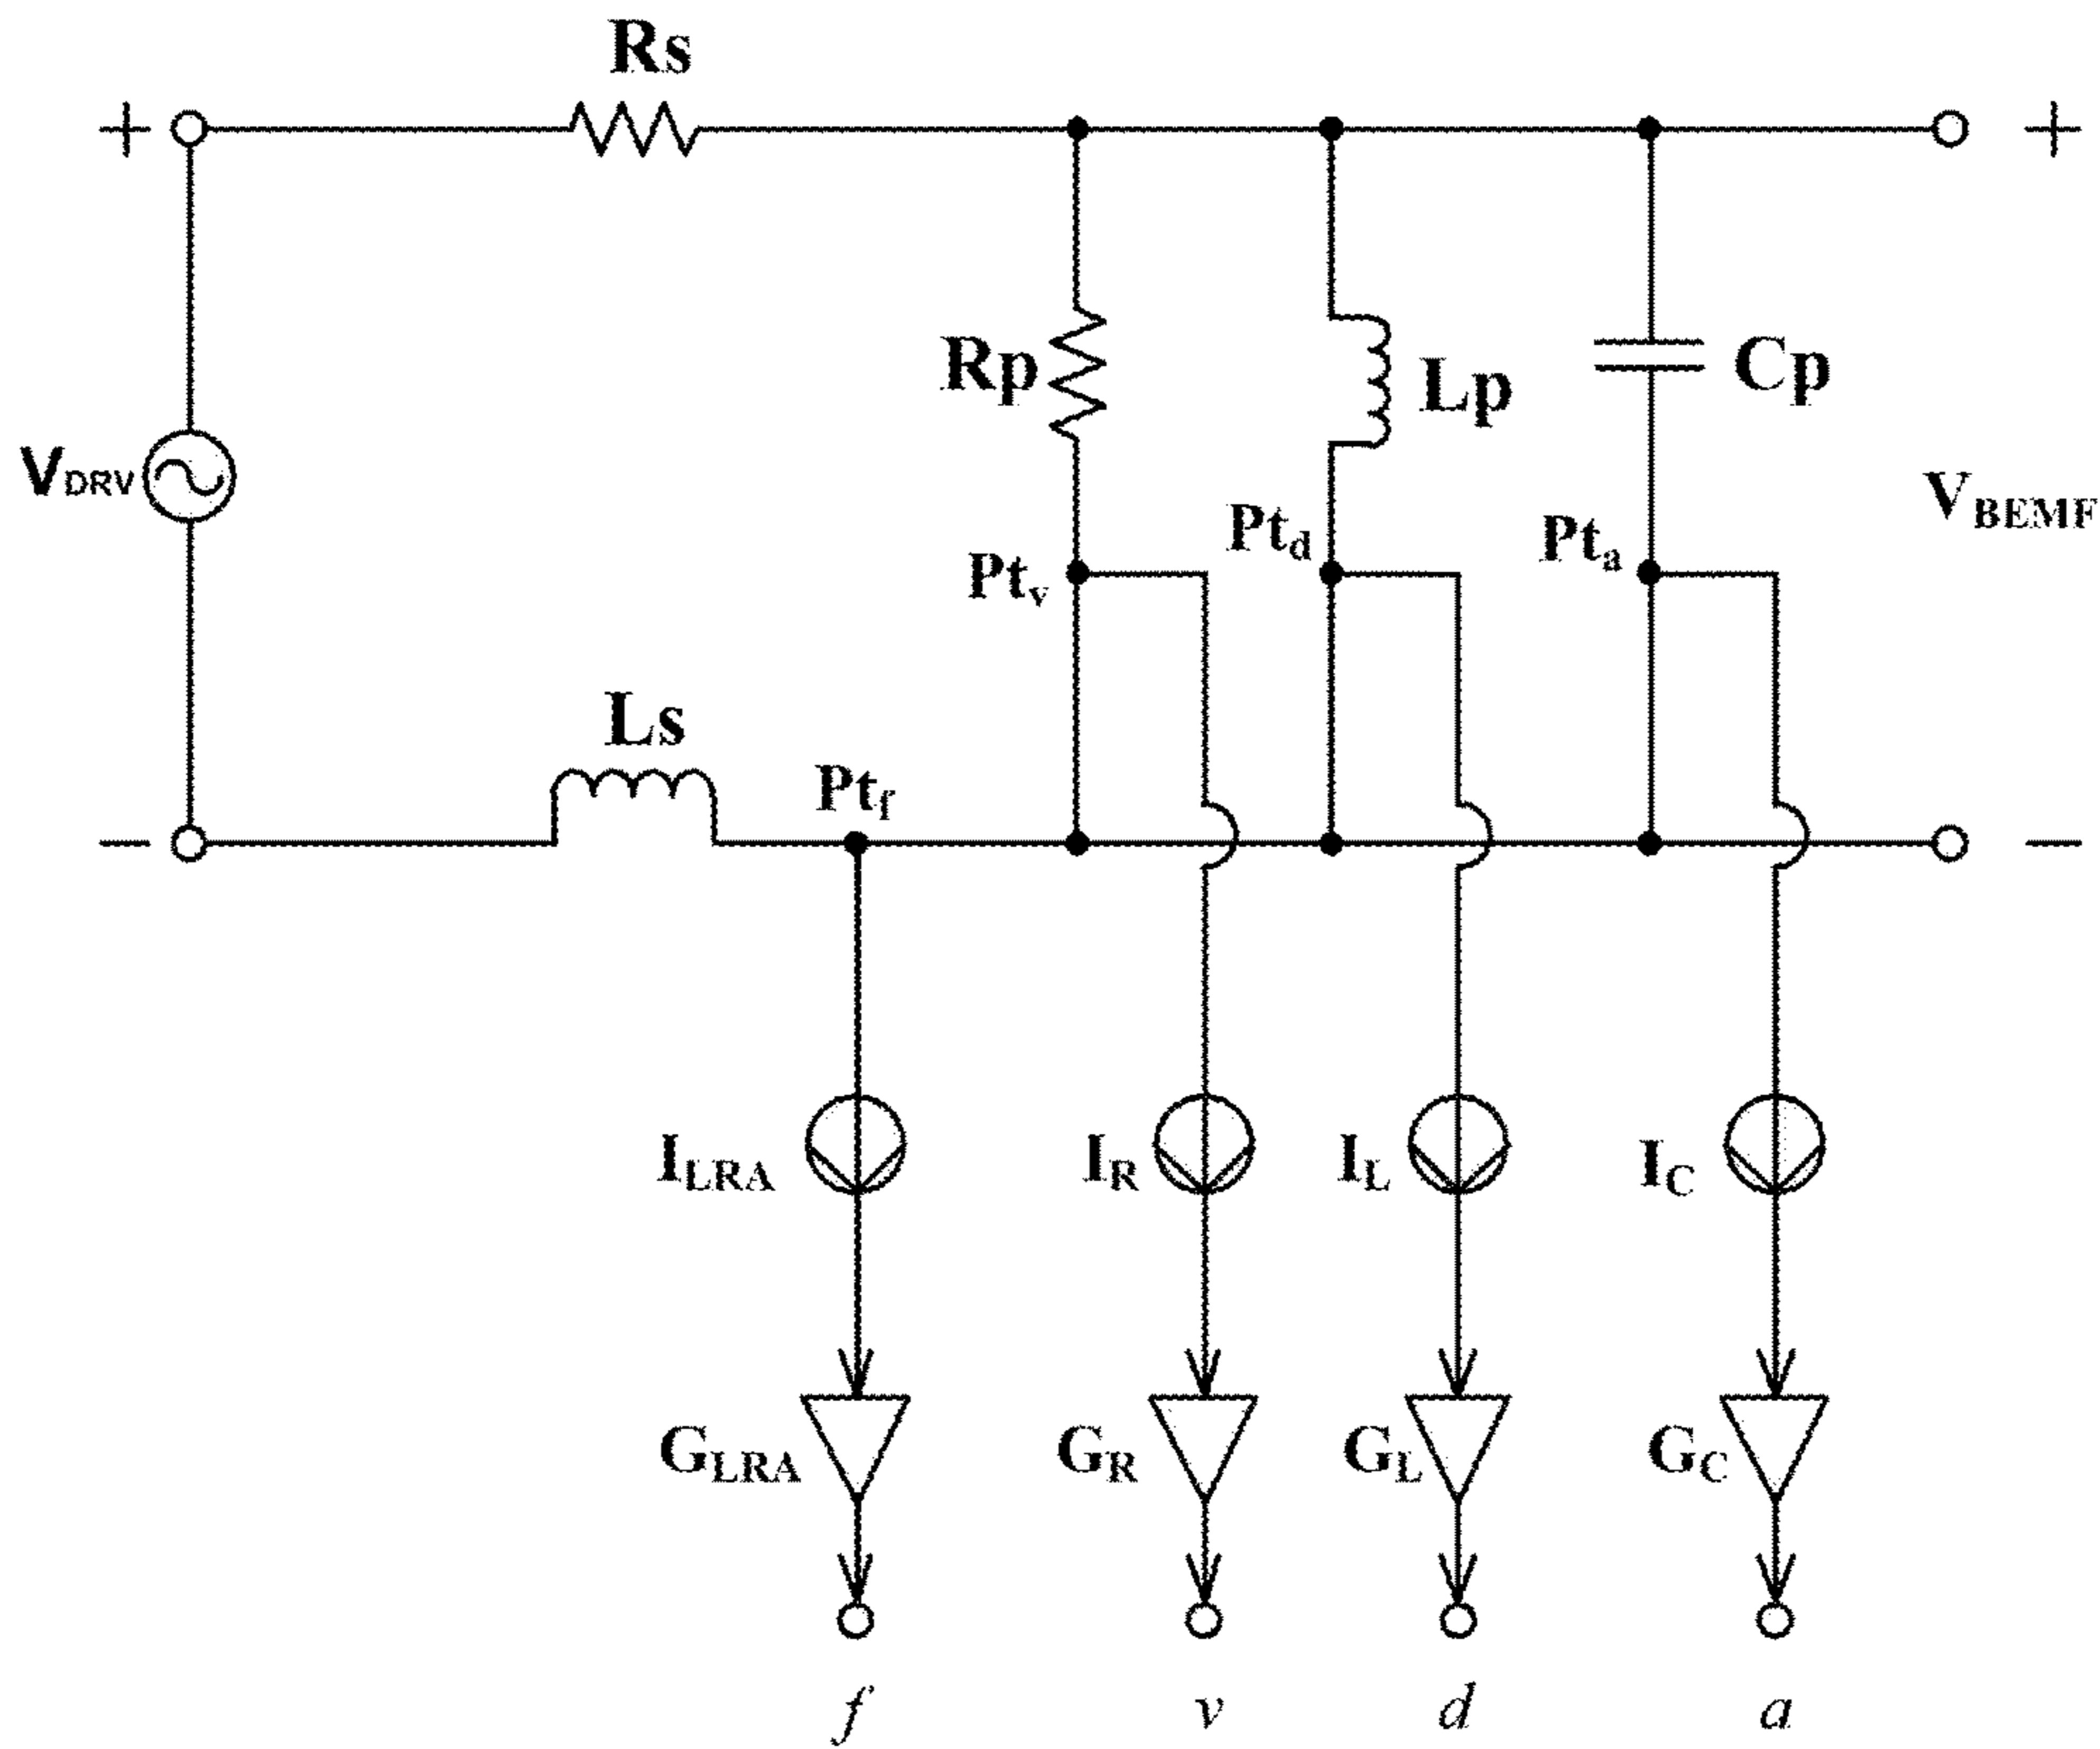 Rs
+
+
Rp
Lp
Cp
VDRV
Ptv
Ptd
Pta
VBEMF
Ls
Ptf
−
−
ILRA
IR
IL
IC
GLRA
GR
GL
GC
f
v
d
a